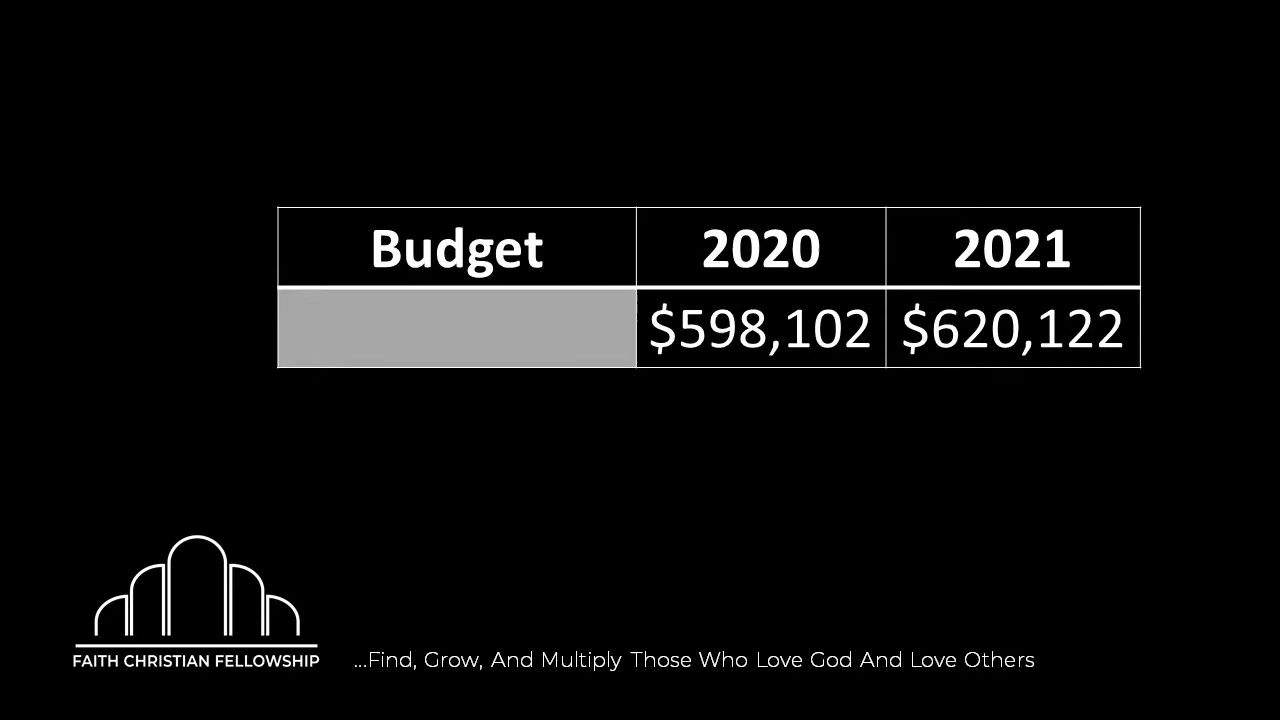 Budget 2020 2021
$598,102 $620,122
FAITH CHRISTIAN FELLOWSHIP
...Find, Grow, And Multiply Those Who Love God And Love Others